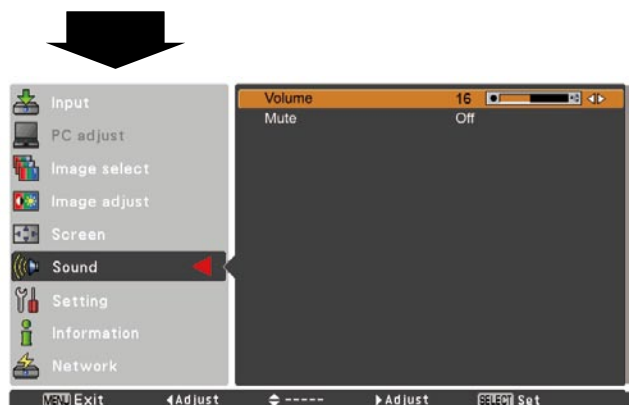 Input
PC adjust
Image select
Image adjust
Screen
Sound
Setting
Information
Network
Volume 16
Mute Off
MENU Exit ◀Adjust ----- ▶Adjust SELECT Set